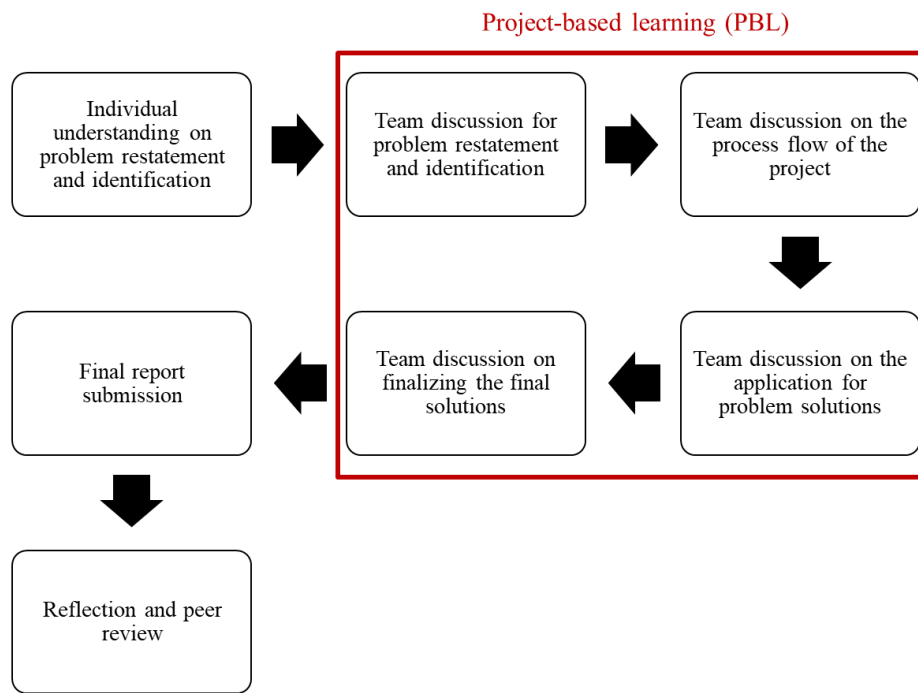 Project-based learning (PBL)
Individual
understanding on
problem restatement
and identification
Team discussion for
problem restatement
and identification
Team discussion on the
process flow of the
project
Team discussion on the
application for
problem solutions
Team discussion on
finalizing the final
solutions
Final report
submission
Reflection and peer
review